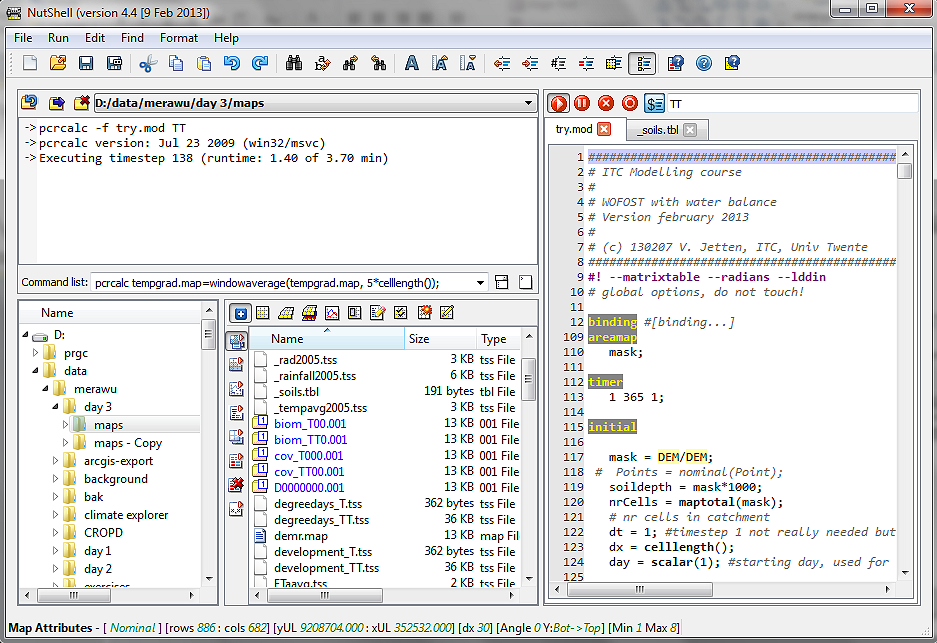 NutShell (version 4.4 [9 Feb 2013])
File Run Edit Find Format Help
D:/data/merawu/day 3/maps
->pcrcalc -f try.mod TT
->pcrcalc version: Jul 23 2009 (win32/msvc)
->Executing timestep 138 (runtime: 1.40 of 3.70 min)
Command list: pcrcalc tempgrad.map=windowaverage(tempgrad.map, 5*celllength());
Name
D:
prgc
data
merawu
day 3
maps
maps - Copy
arcgis-export
background
bak
climate explorer
CROPD
day 1
day 2
exercises
Name Size Type
_rad2005.tss 3 KB tss File
_rainfall2005.tss 6 KB tss File
_soils.tbl 191 bytes tbl File
_tempavg2005.tss 3 KB tss File
biom_T00.001 13 KB 001 File
biom_TT0.001 13 KB 001 File
cov_T000.001 13 KB 001 File
cov_TT00.001 13 KB 001 File
D0000000.001 13 KB 001 File
degreedays_T.tss 362 bytes tss File
degreedays_TT.tss 36 KB tss File
demr.map 13 KB map File
development_T.tss 362 bytes tss File
development_TT.tss 36 KB tss File
ETaavg.tss 2 KB tss File
TT
try.mod _soils.tbl
1 ############################################
2 # ITC Modelling course
3 #
4 # WOFOST with water balance
5 # Version february 2013
6 #
7 # (c) 130207 V. Jetten, ITC, Univ Twente
8 ############################################
9 #! --matrixtable --radians --lddin
10 # global options, do not touch!
11
12 binding #[binding...]
109 areamap
110 mask;
111
112 timer
113 1 365 1;
114
115 initial
116
117 mask = DEM/DEM;
118 # Points = nominal(Point);
119 soildepth = mask*1000;
120 nrCells = maptotal(mask);
121 # nr cells in catchment
122 dt = 1; #timestep 1 not really needed but
123 dx = celllength();
124 day = scalar(1); #starting day, used for
125
Map Attributes - [ Nominal ] [rows 886 : cols 682] [yUL 9208704.000 : xUL 352532.000] [dx 30] [Angle 0 Y:Bot->Top] [Min 1 Max 8]